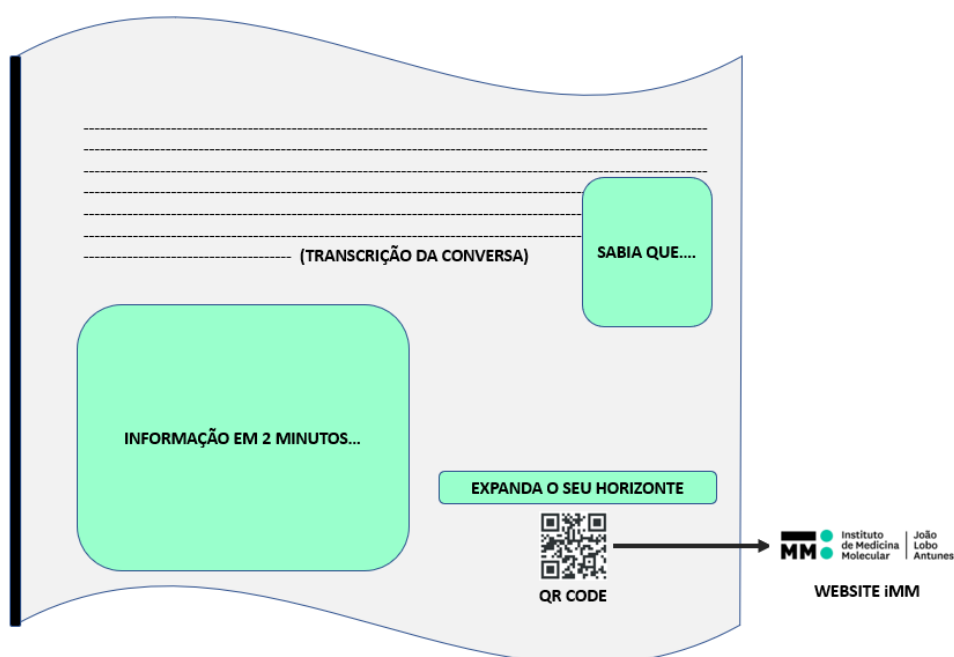 (TRANSCRIÇÃO DA CONVERSA)
SABIA QUE....
INFORMAÇÃO EM 2 MINUTOS...
EXPANDA O SEU HORIZONTE
QR CODE
MM
Instituto
de Medicina
Molecular
João
Lobo
Antunes
WEBSITE iMM